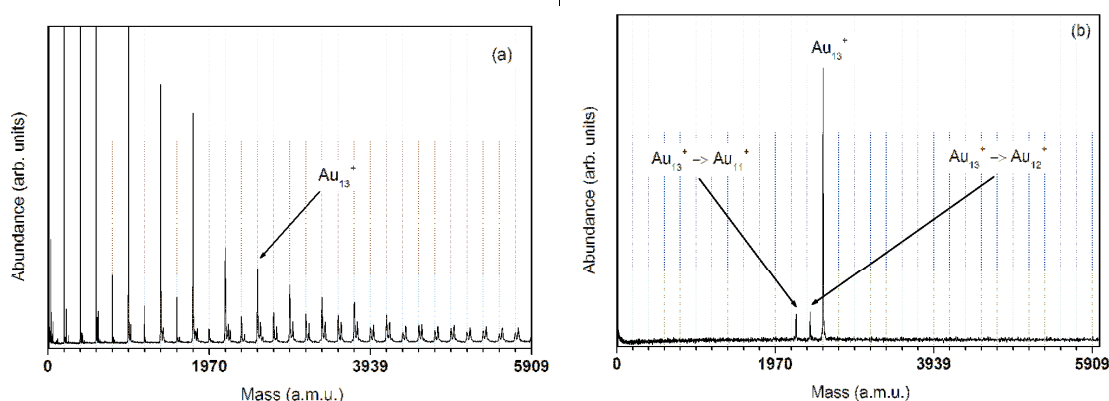 (a)
Au13+
Abundance (arb. units)
0
1970
3939
5909
Mass (a.m.u.)
(b)
Au13+
Au13+ –> Au11+
Au13+ –> Au12+
Abundance (arb. units)
0
1970
3939
5909
Mass (a.m.u.)